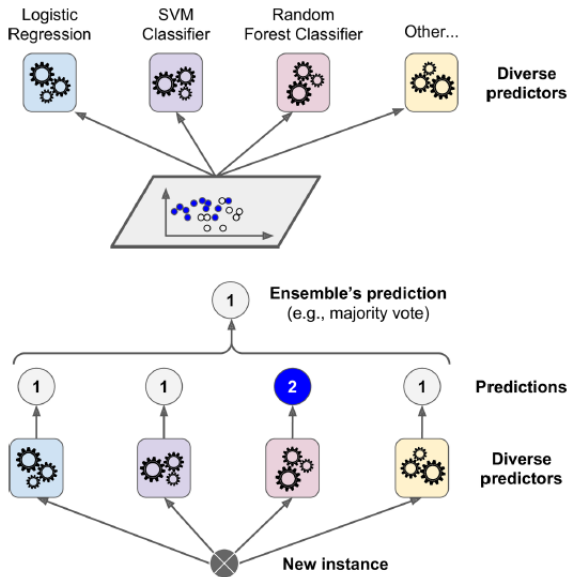 Logistic
Regression
SVM
Classifier
Random
Forest Classifier
Other...
Diverse
predictors
1
Ensemble's prediction
(e.g., majority vote)
1
1
2
1
Predictions
Diverse
predictors
New instance